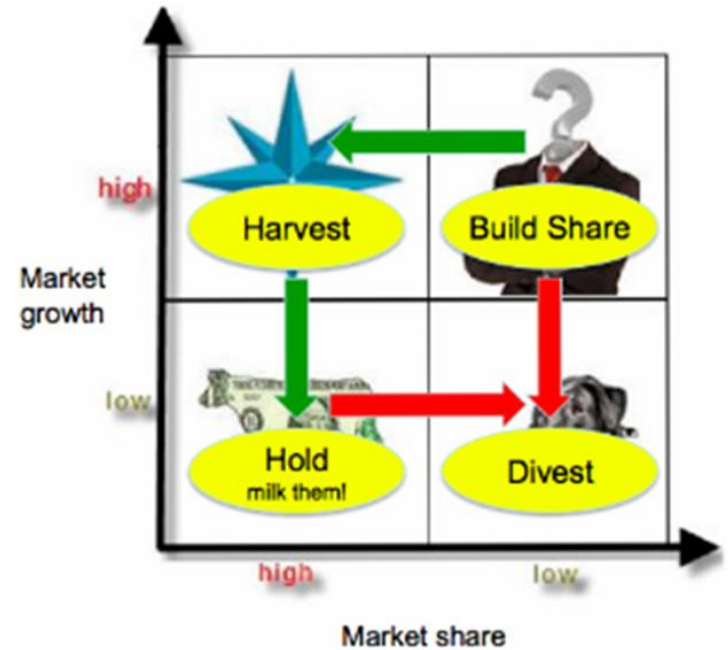 high
Harvest
Build Share
Market
growth
low
Hold
milk them!
Divest
high
low
Market share